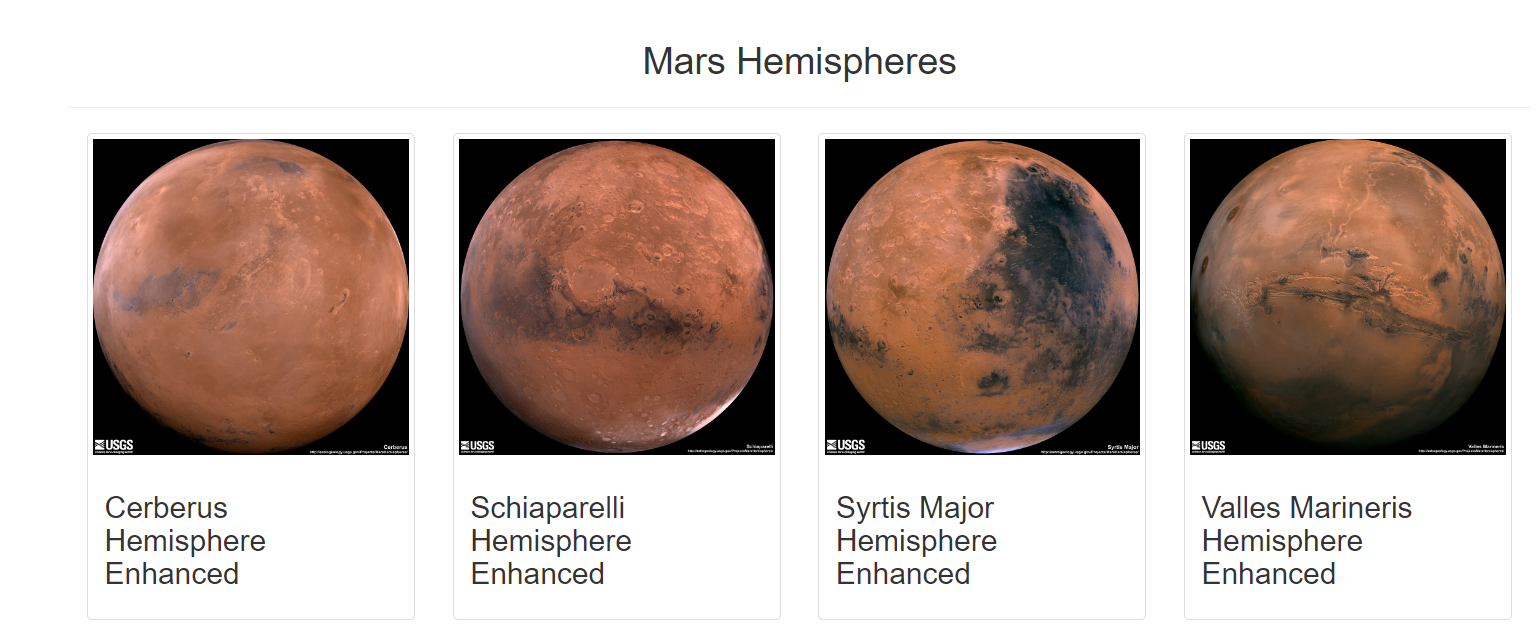 Mars Hemispheres
USGS
Cerberus
USGS
Schiaparelli
USGS
Syrtis Major
USGS
Valles Marineris
Cerberus
Hemisphere
Enhanced
Schiaparelli
Hemisphere
Enhanced
Syrtis Major
Hemisphere
Enhanced
Valles Marineris
Hemisphere
Enhanced